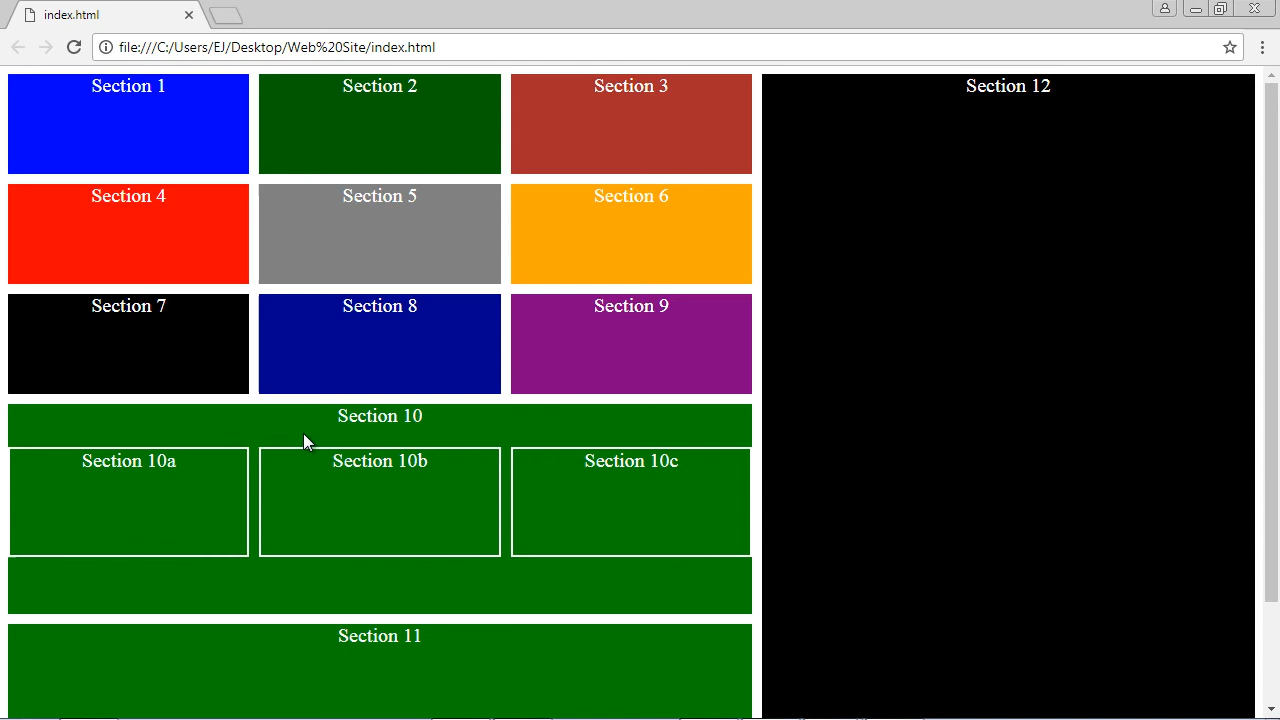 index.html
file:///C:/Users/EJ/Desktop/Web%20Site/index.html
Section 1
Section 2
Section 3
Section 12
Section 4
Section 5
Section 6
Section 7
Section 8
Section 9
Section 10
Section 10a
Section 10b
Section 10c
Section 11